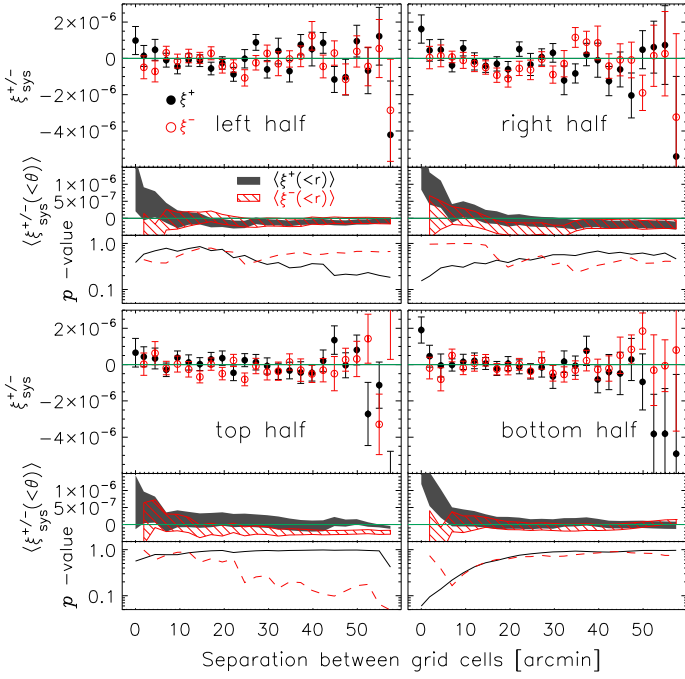 2×10⁻⁶
0
−2×10⁻⁶
−4×10⁻⁶
ξ⁺/⁻ sys
ξ⁺
ξ⁻
left half
right half
1×10⁻⁶
5×10⁻⁷
0
⟨ξ⁺/⁻ sys (<θ)⟩
⟨ξ⁺(<r)⟩
⟨ξ⁻(<r)⟩
1.0
0.1
p −value
2×10⁻⁶
0
−2×10⁻⁶
−4×10⁻⁶
ξ⁺/⁻ sys
top half
bottom half
1×10⁻⁶
5×10⁻⁷
0
⟨ξ⁺/⁻ sys (<θ)⟩
1.0
0.1
p −value
0 10 20 30 40 50 0 10 20 30 40 50
Separation between grid cells [arcmin]